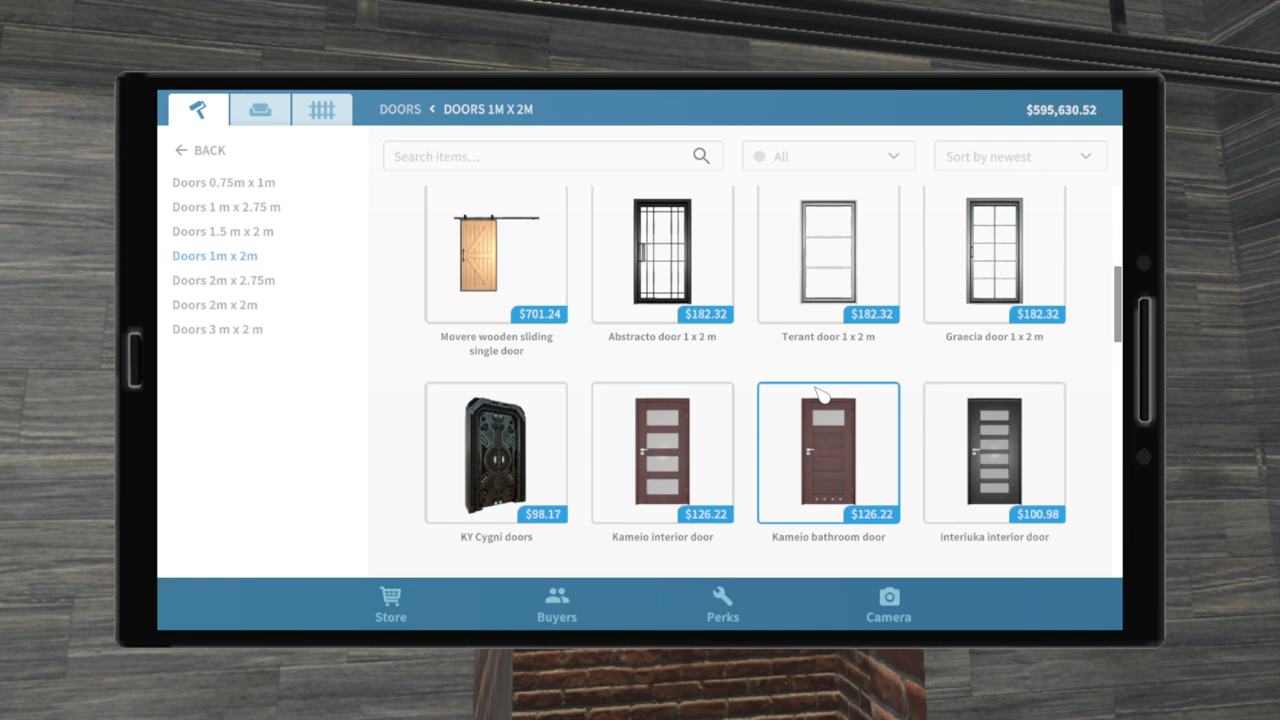 DOORS < DOORS 1M X 2M
$595,630.52
BACK
Search items...
All
Sort by newest
Doors 0.75m x 1m
Doors 1 m x 2.75 m
Doors 1.5 m x 2 m
Doors 1m x 2m
Doors 2m x 2.75m
Doors 2m x 2m
Doors 3 m x 2 m
$701.24
$182.32
$182.32
$182.32
Movere wooden sliding
single door
Abstracto door 1 x 2 m
Terant door 1 x 2 m
Graecia door 1 x 2 m
$98.17
$126.22
$126.22
$100.98
KY Cygni doors
Kameio interior door
Kameio bathroom door
Interiuka interior door
Store
Buyers
Perks
Camera